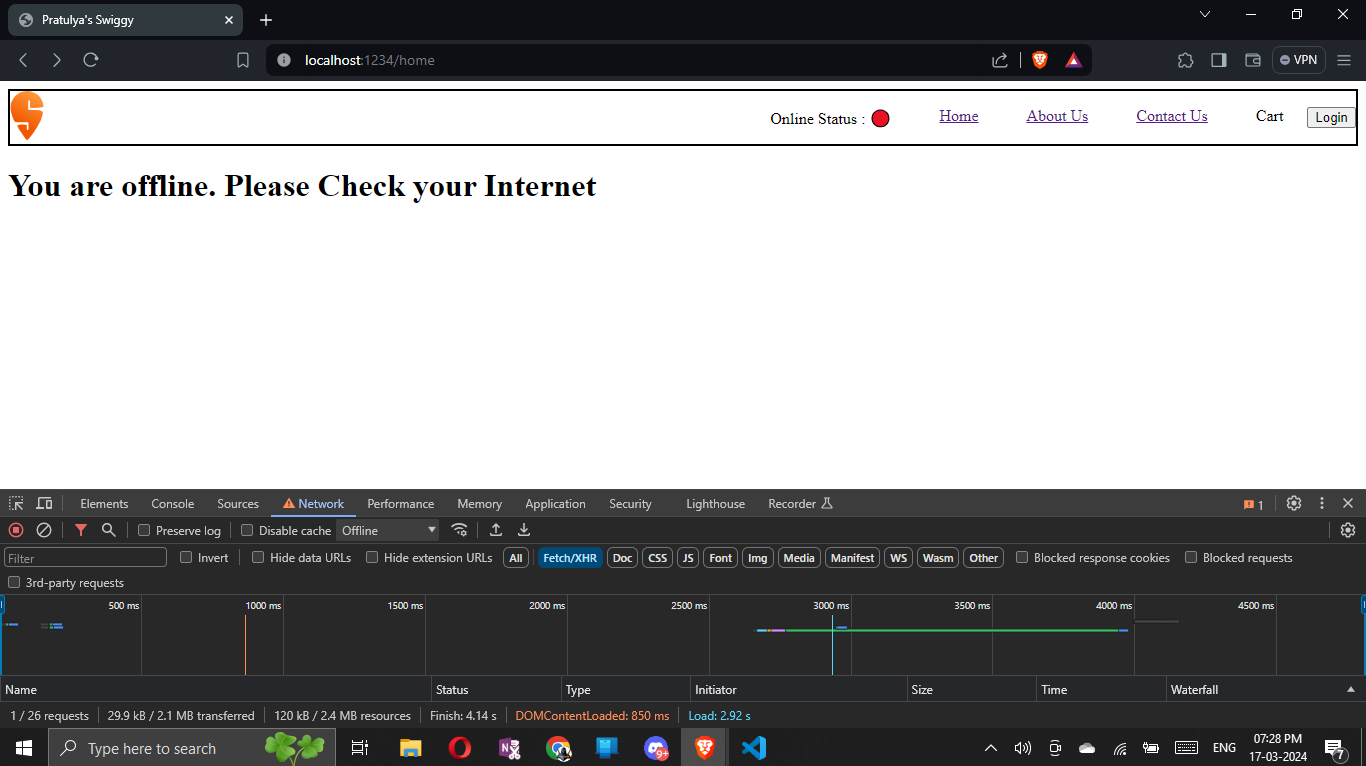 Pratulya's Swiggy
localhost:1234/home
VPN
Online Status :
Home
About Us
Contact Us
Cart
Login
You are offline. Please Check your Internet
Elements
Console
Sources
Network
Performance
Memory
Application
Security
Lighthouse
Recorder
1
Preserve log
Disable cache
Offline
Filter
Invert
Hide data URLs
Hide extension URLs
All
Fetch/XHR
Doc
CSS
JS
Font
Img
Media
Manifest
WS
Wasm
Other
Blocked response cookies
Blocked requests
3rd-party requests
500 ms
1000 ms
1500 ms
2000 ms
2500 ms
3000 ms
3500 ms
4000 ms
4500 ms
Name
Status
Type
Initiator
Size
Time
Waterfall
1 / 26 requests
29.9 kB / 2.1 MB transferred
120 kB / 2.4 MB resources
Finish: 4.14 s
DOMContentLoaded: 850 ms
Load: 2.92 s
Type here to search
9+
ENG
07:28 PM
17-03-2024
7